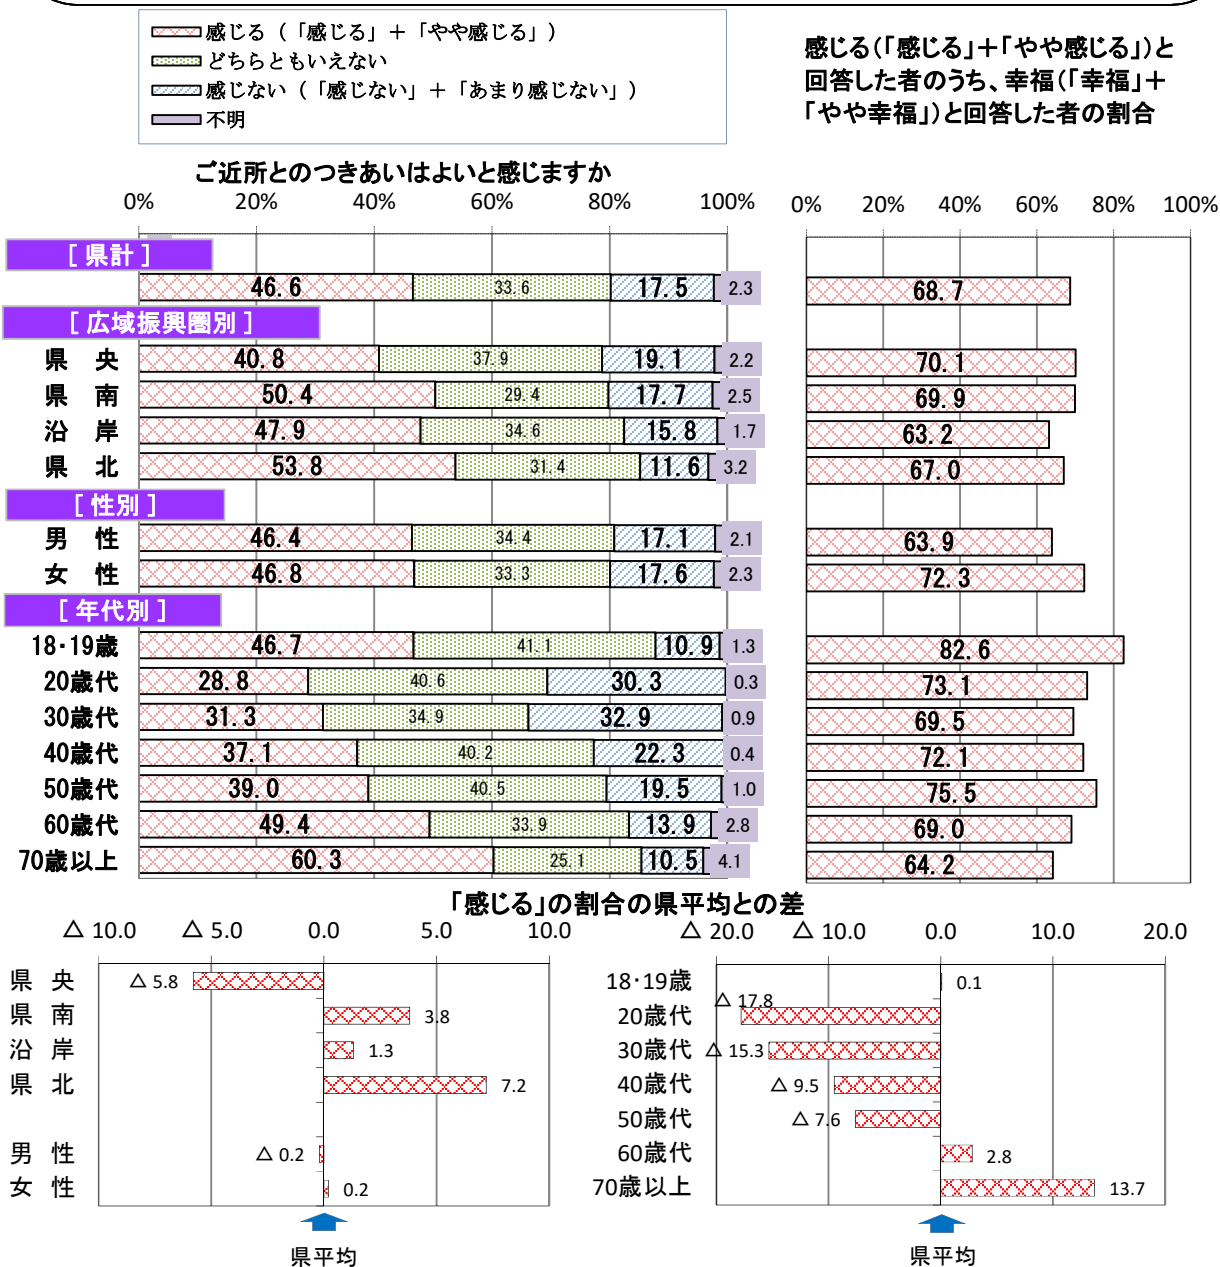 感じる（「感じる」＋「やや感じる」）
どちらともいえない
感じない（「感じない」＋「あまり感じない」）
不明
感じる（「感じる」＋「やや感じる」）と
回答した者のうち、幸福（「幸福」＋
「やや幸福」）と回答した者の割合
ご近所とのつきあいはよいと感じますか
0% 20% 40% 60% 80% 100%
0% 20% 40% 60% 80% 100%
［ 県計 ］
46.6 33.6 17.5 2.3 68.7
［ 広域振興圏別 ］
県 央 40.8 37.9 19.1 2.2 70.1
県 南 50.4 29.4 17.7 2.5 69.9
沿 岸 47.9 34.6 15.8 1.7 63.2
県 北 53.8 31.4 11.6 3.2 67.0
［ 性別 ］
男 性 46.4 34.4 17.1 2.1 63.9
女 性 46.8 33.3 17.6 2.3 72.3
［ 年代別 ］
18・19歳 46.7 41.1 10.9 1.3 82.6
20歳代 28.8 40.6 30.3 0.3 73.1
30歳代 31.3 34.9 32.9 0.9 69.5
40歳代 37.1 40.2 22.3 0.4 72.1
50歳代 39.0 40.5 19.5 1.0 75.5
60歳代 49.4 33.9 13.9 2.8 69.0
70歳以上 60.3 25.1 10.5 4.1 64.2
「感じる」の割合の県平均との差
△ 10.0 △ 5.0 0.0 5.0 10.0
県 央 △ 5.8
県 南 3.8
沿 岸 1.3
県 北 7.2
男 性 △ 0.2
女 性 0.2
県平均
△ 20.0 △ 10.0 0.0 10.0 20.0
18・19歳 0.1
20歳代 △ 17.8
30歳代 △ 15.3
40歳代 △ 9.5
50歳代 △ 7.6
60歳代 2.8
70歳以上 13.7
県平均